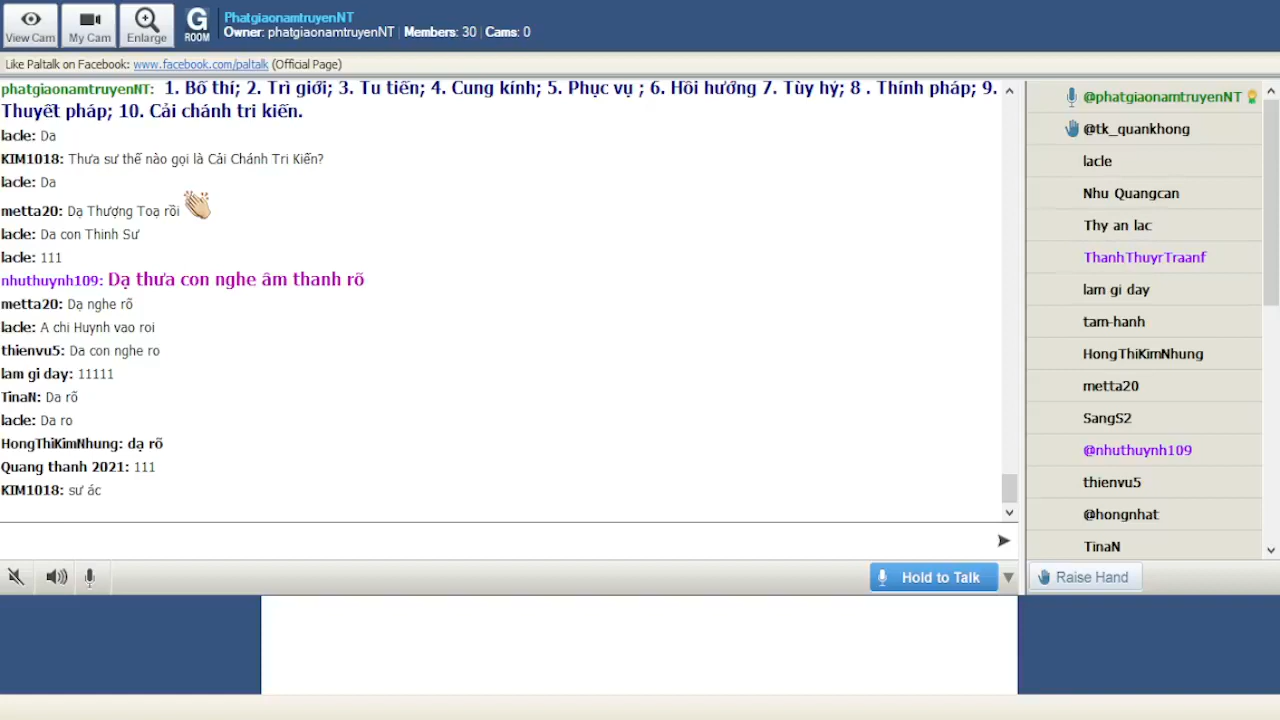 View Cam
My Cam
Enlarge
G
ROOM
PhatgiaonamtruyenNT
Owner: phatgiaonamtruyenNT | Members: 30 | Cams: 0
Like Paltalk on Facebook: www.facebook.com/paltalk (Official Page)
phatgiaonamtruyenNT: 1. Bố thí; 2. Trì giới; 3. Tu tiến; 4. Cung kính; 5. Phục vụ ; 6. Hồi hướng 7. Tùy hỷ; 8 . Thính pháp; 9.
Thuyết pháp; 10. Cải chánh tri kiến.
lacle: Da
KIM1018: Thưa sư thế nào gọi là Cải Chánh Tri Kiến?
lacle: Da
metta20: Dạ Thượng Toạ rồi
lacle: Da con Thinh Sư
lacle: 111
nhuthuynh109: Dạ thưa con nghe âm thanh rõ
metta20: Dạ nghe rõ
lacle: A chi Huynh vao roi
thienvu5: Da con nghe ro
lam gi day: 11111
TinaN: Da rõ
lacle: Da ro
HongThiKimNhung: dạ rõ
Quang thanh 2021: 111
KIM1018: sư ác
Hold to Talk
@phatgiaonamtruyenNT
@tk_quankhong
lacle
Nhu Quangcan
Thy an lac
ThanhThuyrTraanf
lam gi day
tam-hanh
HongThiKimNhung
metta20
SangS2
@nhuthuynh109
thienvu5
@hongnhat
TinaN
Raise Hand